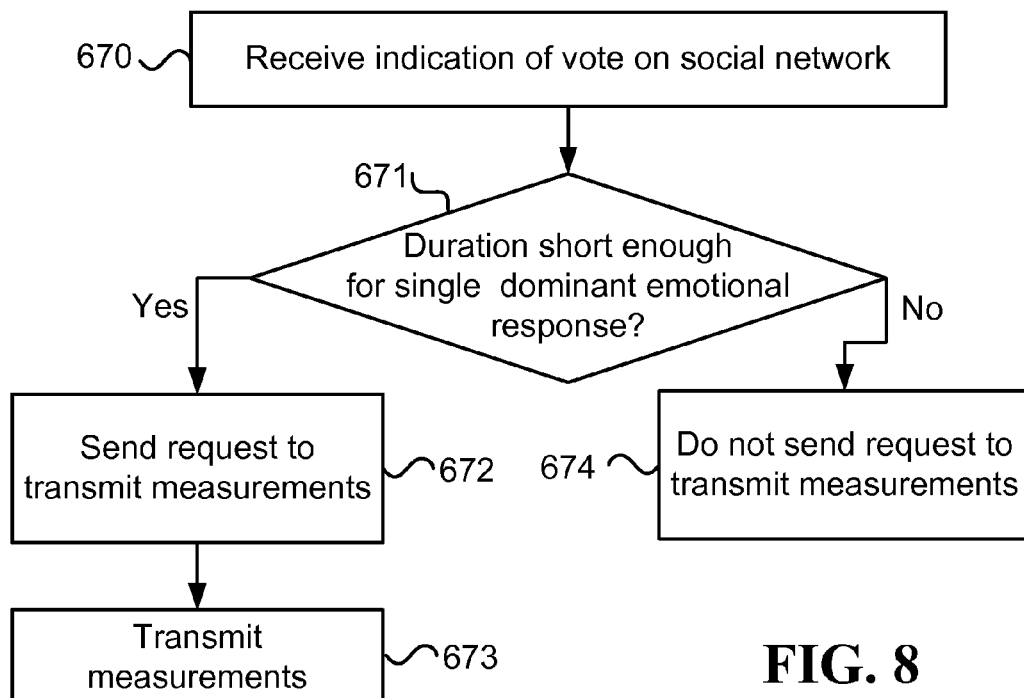 670
Receive indication of vote on social network
671
Duration short enough
for single dominant emotional
response?
Yes
No
Send request to
transmit measurements
672
674
Do not send request to
transmit measurements
Transmit
measurements
673
FIG. 8